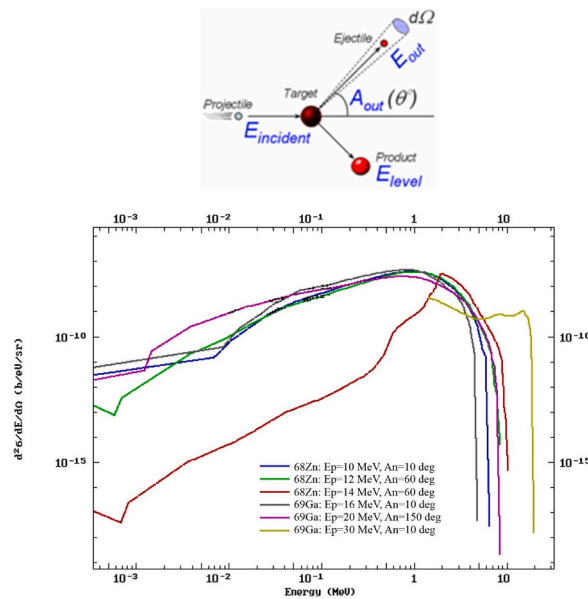 dΩ
Ejectile
E_out
Target
A_out (θ°)
Projectile
E_incident
Product
E_level
10⁻³ 10⁻² 10⁻¹ 1 10
10⁻¹⁰ 10⁻¹⁰
10⁻¹⁵ 10⁻¹⁵
d²σ/dE/dΩ (b/eV/sr)
68Zn: Ep=10 MeV, An=10 deg
68Zn: Ep=12 MeV, An=60 deg
68Zn: Ep=14 MeV, An=60 deg
69Ga: Ep=16 MeV, An=10 deg
69Ga: Ep=20 MeV, An=150 deg
69Ga: Ep=30 MeV, An=10 deg
10⁻³ 10⁻² 10⁻¹ 1 10
Energy (MeV)